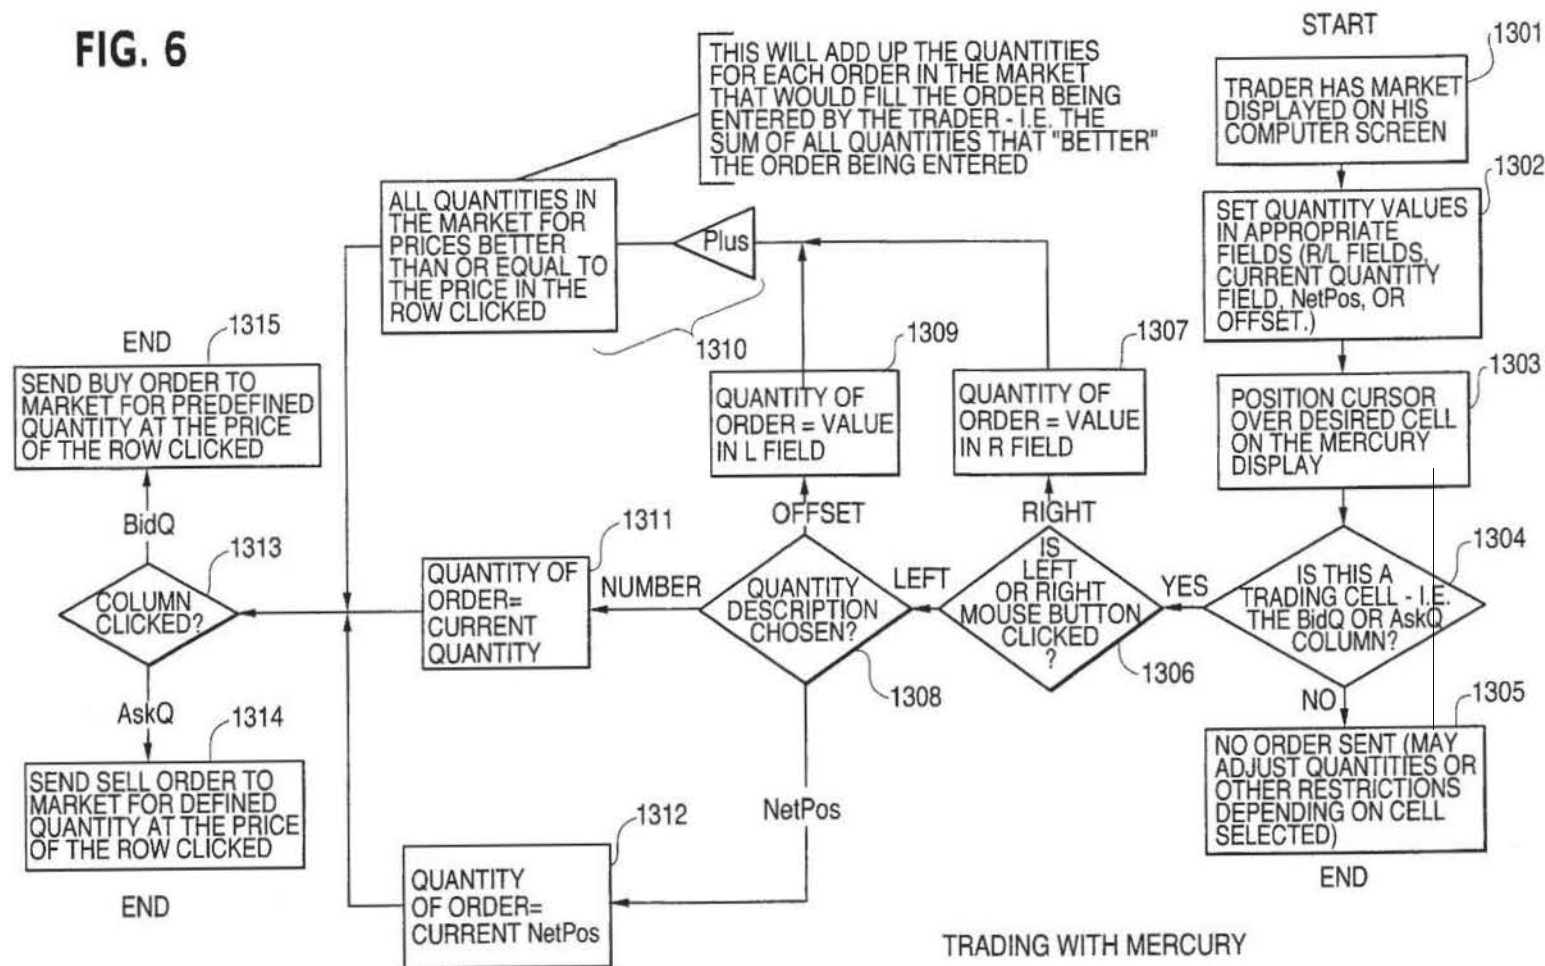 FIG. 6
START
1301
TRADER HAS MARKET
DISPLAYED ON HIS
COMPUTER SCREEN
1302
SET QUANTITY VALUES
IN APPROPRIATE
FIELDS (R/L FIELDS,
CURRENT QUANTITY
FIELD, NetPos, OR
OFFSET.)
1303
POSITION CURSOR
OVER DESIRED CELL
ON THE MERCURY
DISPLAY
1304
IS THIS A
TRADING CELL - I.E.
THE BidQ OR AskQ
COLUMN?
NO
1305
NO ORDER SENT (MAY
ADJUST QUANTITIES OR
OTHER RESTRICTIONS
DEPENDING ON CELL
SELECTED)
END
YES
IS
LEFT
OR RIGHT
MOUSE BUTTON
CLICKED
?
1306
RIGHT
1307
QUANTITY OF
ORDER = VALUE
IN R FIELD
LEFT
QUANTITY
DESCRIPTION
CHOSEN?
1308
OFFSET
1309
QUANTITY OF
ORDER = VALUE
IN L FIELD
Plus
1310
ALL QUANTITIES IN
THE MARKET FOR
PRICES BETTER
THAN OR EQUAL TO
THE PRICE IN THE
ROW CLICKED
THIS WILL ADD UP THE QUANTITIES
FOR EACH ORDER IN THE MARKET
THAT WOULD FILL THE ORDER BEING
ENTERED BY THE TRADER - I.E. THE
SUM OF ALL QUANTITIES THAT "BETTER"
THE ORDER BEING ENTERED
NUMBER
1311
QUANTITY OF
ORDER=
CURRENT
QUANTITY
NetPos
1312
QUANTITY
OF ORDER=
CURRENT NetPos
1313
COLUMN
CLICKED?
BidQ
1315
END
SEND BUY ORDER TO
MARKET FOR PREDEFINED
QUANTITY AT THE PRICE
OF THE ROW CLICKED
AskQ
1314
SEND SELL ORDER TO
MARKET FOR DEFINED
QUANTITY AT THE PRICE
OF THE ROW CLICKED
END
TRADING WITH MERCURY